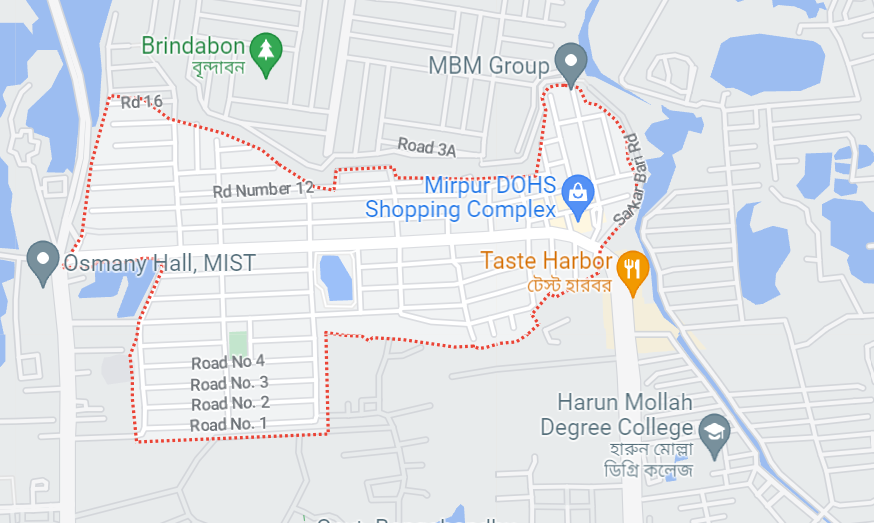 Brindabon
বৃন্দাবন
MBM Group
Rd 16
Road 3A
Rd Number 12
Mirpur DOHS
Shopping Complex
Sarkar Bari Rd
Osmany Hall, MIST
Taste Harbor
টেস্ট হারবর
Road No 4
Road No. 3
Road No. 2
Road No. 1
Harun Mollah
Degree College
হারুন মোল্লা
ডিগ্রি কলেজ